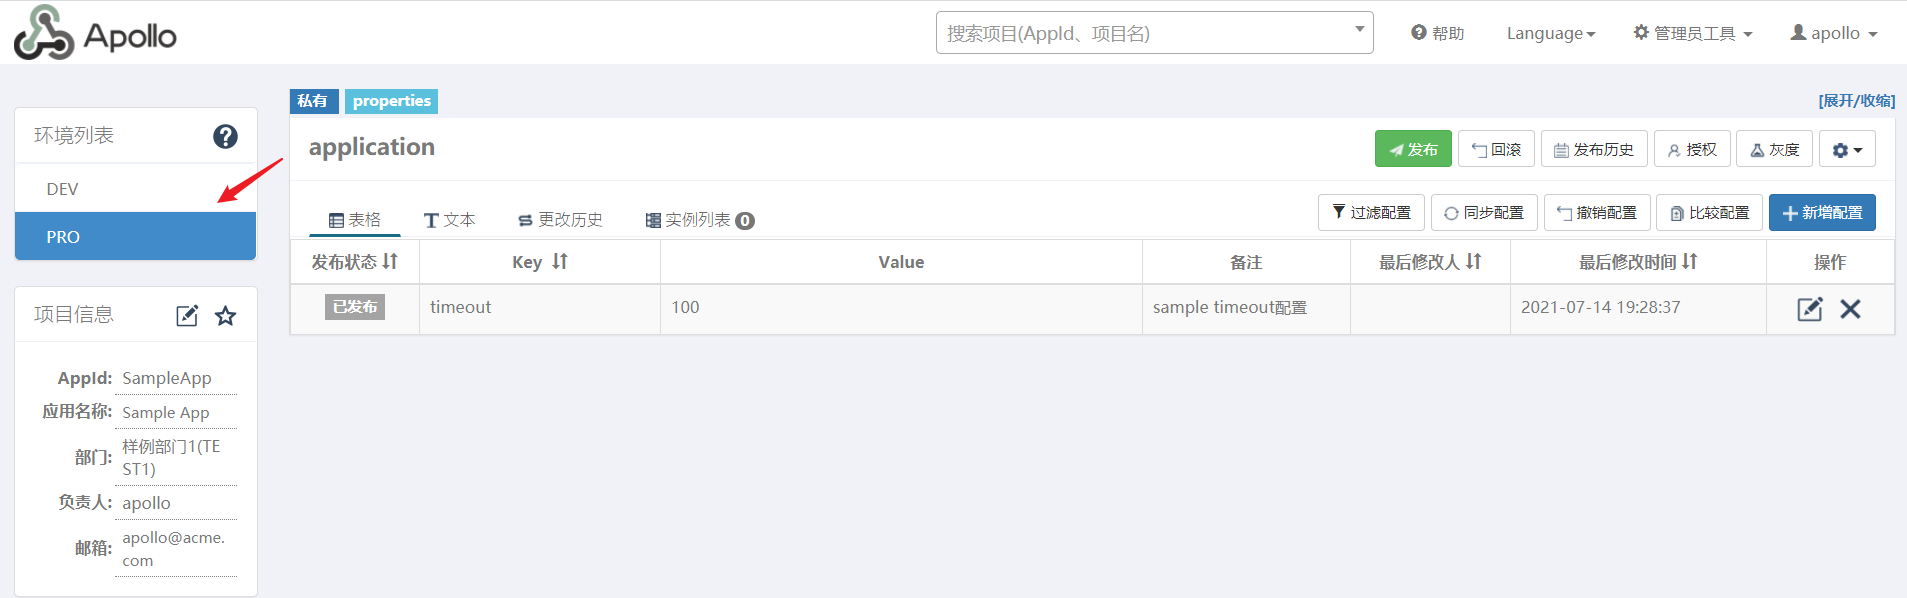 Apollo
搜索项目(AppId、项目名)
帮助
Language
管理员工具
apollo
环境列表
DEV
PRO
项目信息
AppId: SampleApp
应用名称: Sample App
部门: 样例部门1(TE
ST1)
负责人: apollo
邮箱: apollo@acme.
com
私有 properties
[展开/收缩]
application
发布 回滚 发布历史 授权 灰度
表格 文本 更改历史 实例列表 0
过滤配置 同步配置 撤销配置 比较配置 新增配置
发布状态 Key Value 备注 最后修改人 最后修改时间 操作
已发布 timeout 100 sample timeout配置 2021-07-14 19:28:37